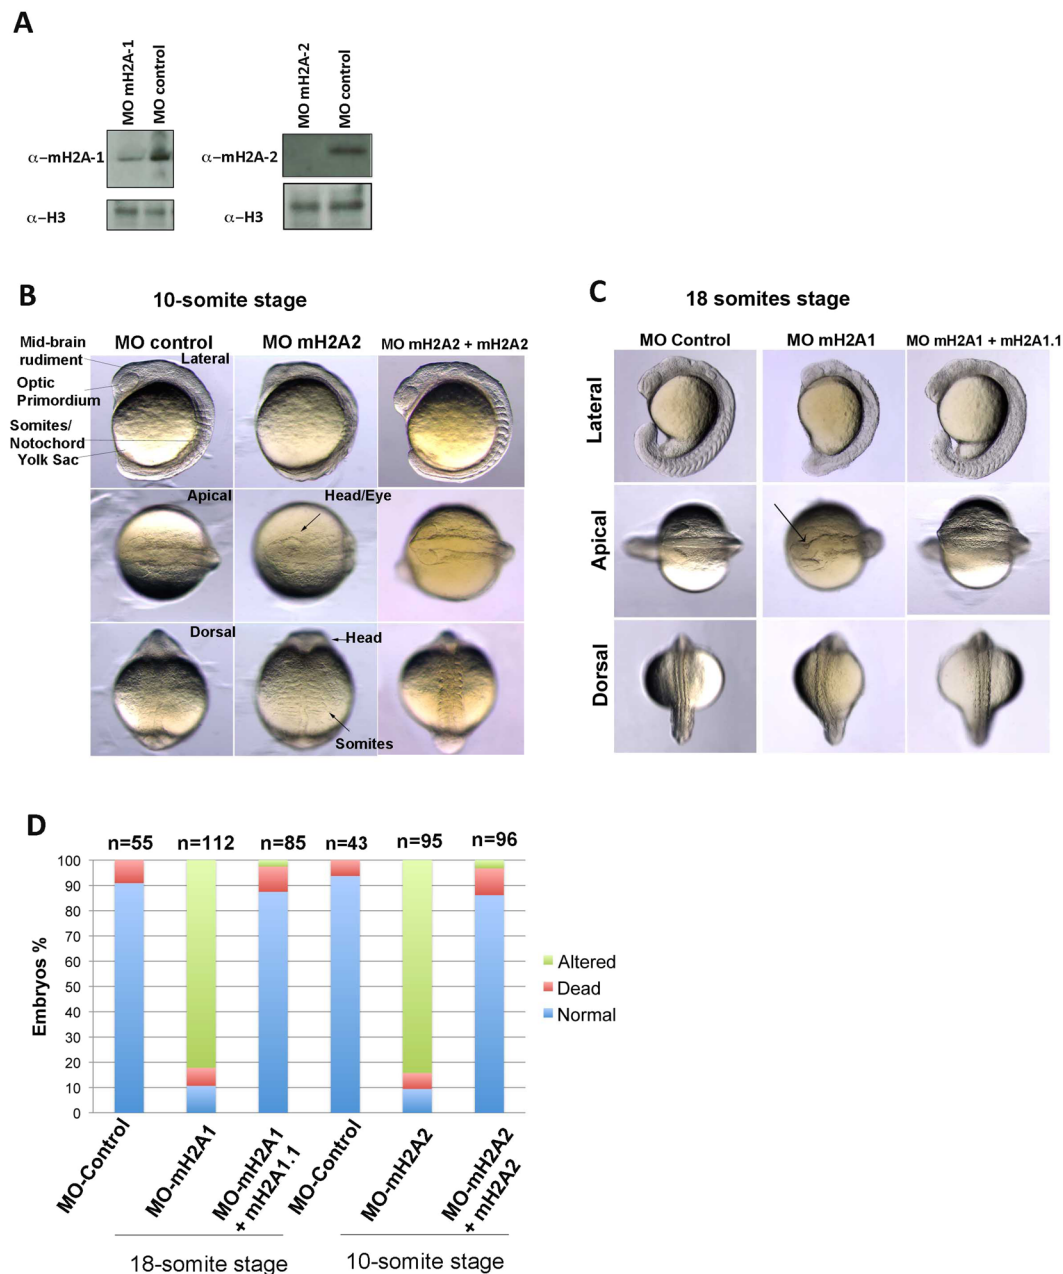 A
MO mH2A-1
MO control
MO mH2A-2
MO control
α–mH2A-1
α–mH2A-2
α–H3
α–H3
B
10-somite stage
MO control
MO mH2A2
MO mH2A2 + mH2A2
Mid-brain
rudiment
Lateral
Optic
Primordium
Somites/
Notochord
Yolk Sac
Apical
Head/Eye
Dorsal
Head
Somites
C
18 somites stage
MO Control
MO mH2A1
MO mH2A1 + mH2A1.1
Lateral
Apical
Dorsal
D
n=55
n=112
n=85
n=43
n=95
n=96
100
90
80
70
60
50
40
30
20
10
0
Embryos %
Altered
Dead
Normal
MO-Control
MO-mH2A1
MO-mH2A1
+ mH2A1.1
MO-Control
MO-mH2A2
MO-mH2A2
+ mH2A2
18-somite stage
10-somite stage